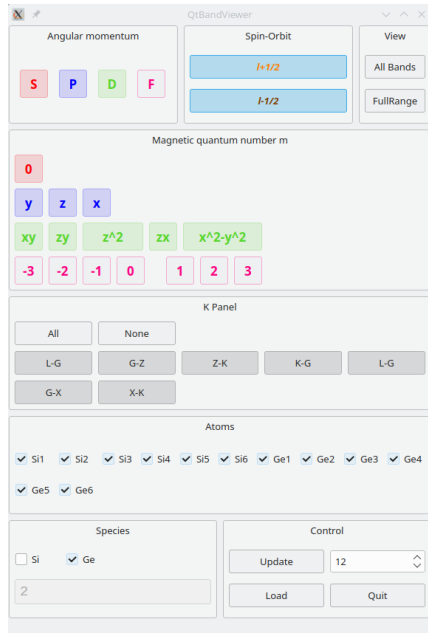 QtBandViewer
Angular momentum
S P D F
Spin-Orbit
l+1/2
l-1/2
View
All Bands
FullRange
Magnetic quantum number m
0
y z x
xy zy z^2 zx x^2-y^2
-3 -2 -1 0 1 2 3
K Panel
All None
L-G G-Z Z-K K-G L-G
G-X X-K
Atoms
Si1 Si2 Si3 Si4 Si5 Si6 Ge1 Ge2 Ge3 Ge4
Ge5 Ge6
Species
Si Ge
2
Control
Update 12
Load Quit